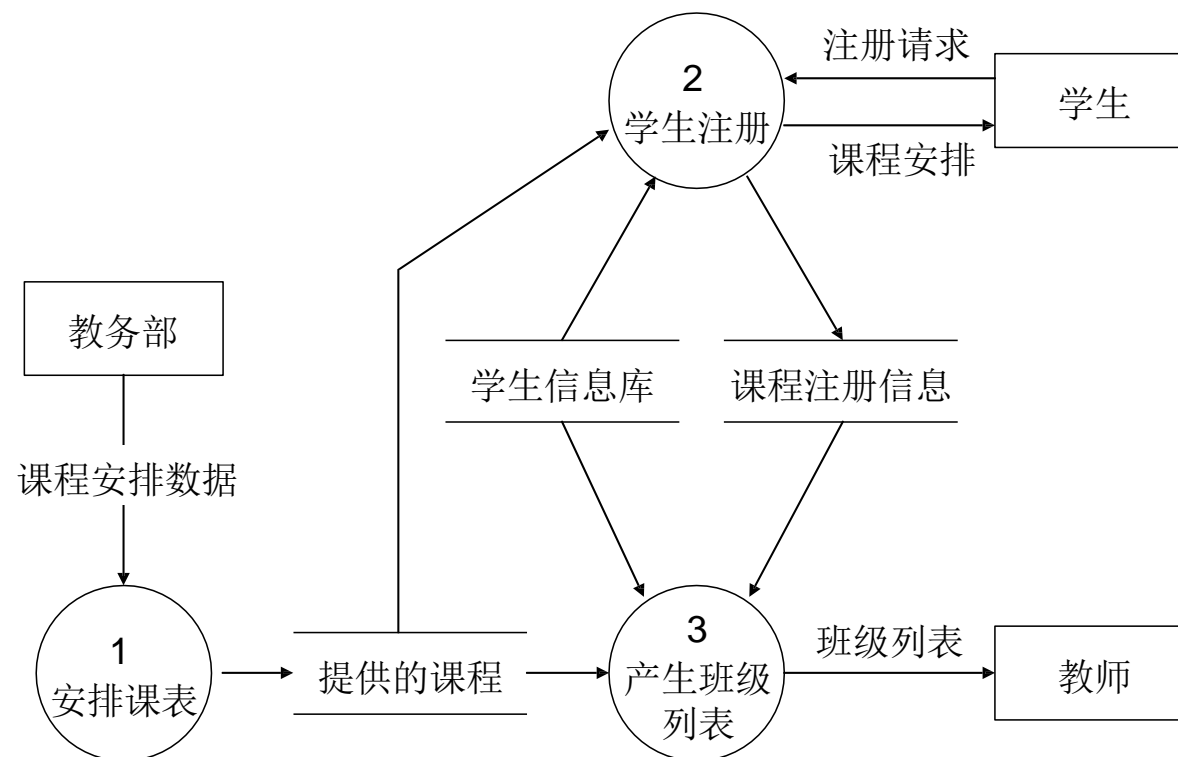 注册请求
2
学生注册
学生
课程安排
教务部
学生信息库
课程注册信息
课程安排数据
1
安排课表
提供的课程
3
产生班级
列表
班级列表
教师